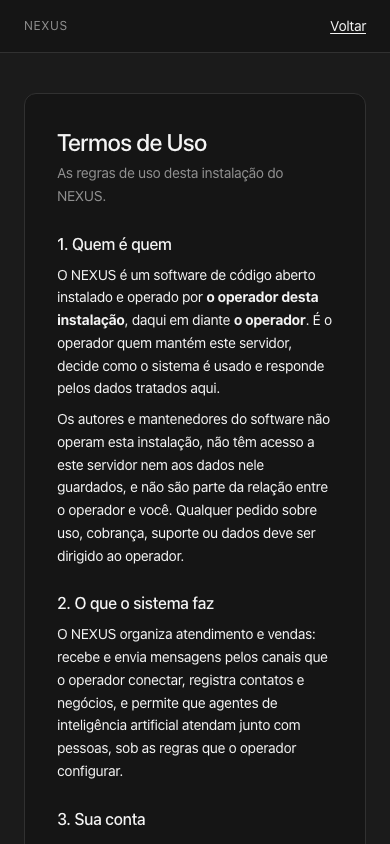 NEXUS
Voltar
Termos de Uso
As regras de uso desta instalação do
NEXUS.
1. Quem é quem
O NEXUS é um software de código aberto
instalado e operado por o operador desta
instalação, daqui em diante o operador. É o
operador quem mantém este servidor,
decide como o sistema é usado e responde
pelos dados tratados aqui.
Os autores e mantenedores do software não
operam esta instalação, não têm acesso a
este servidor nem aos dados nele
guardados, e não são parte da relação entre
o operador e você. Qualquer pedido sobre
uso, cobrança, suporte ou dados deve ser
dirigido ao operador.
2. O que o sistema faz
O NEXUS organiza atendimento e vendas:
recebe e envia mensagens pelos canais que
o operador conectar, registra contatos e
negócios, e permite que agentes de
inteligência artificial atendam junto com
pessoas, sob as regras que o operador
configurar.
3. Sua conta